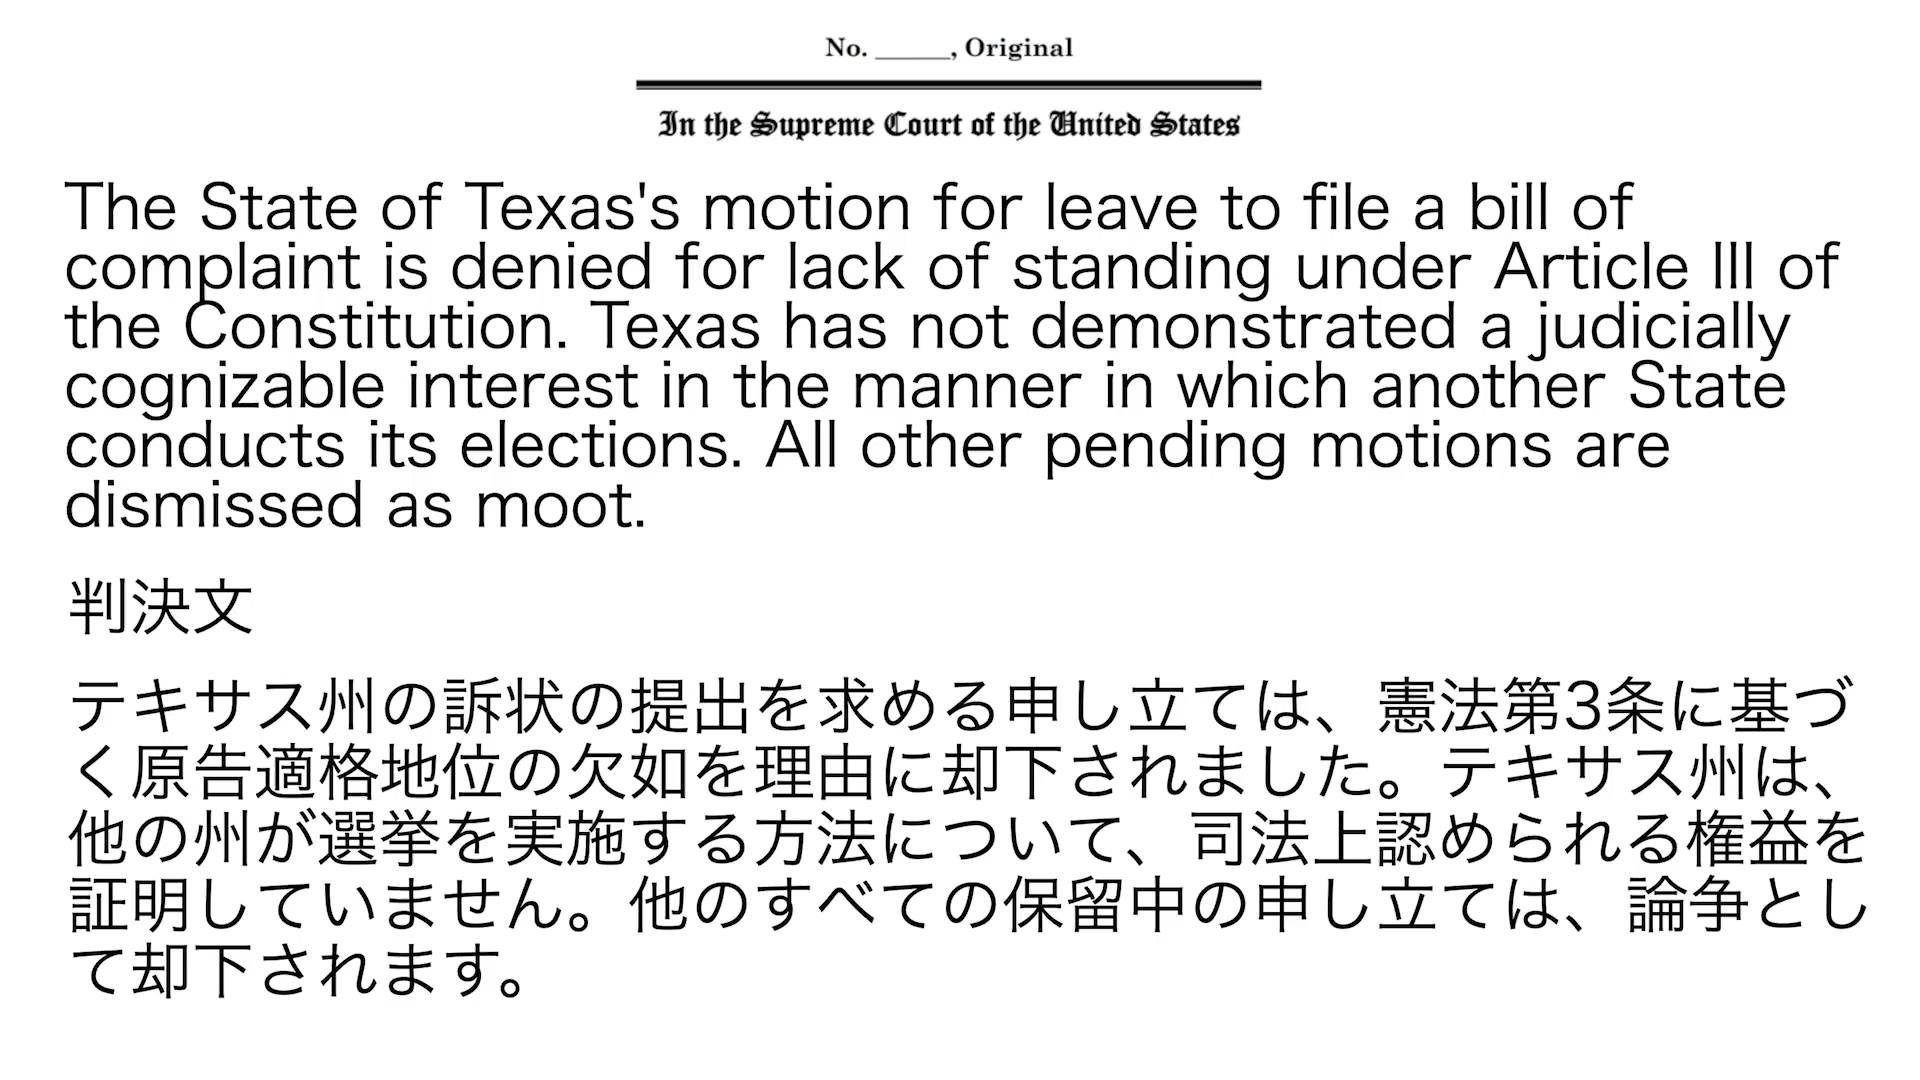 No. ______, Original
In the Supreme Court of the United States
The State of Texas's motion for leave to file a bill of
complaint is denied for lack of standing under Article III of
the Constitution. Texas has not demonstrated a judicially
cognizable interest in the manner in which another State
conducts its elections. All other pending motions are
dismissed as moot.
判決文
テキサス州の訴状の提出を求める申し立ては、憲法第3条に基づ
く原告適格地位の欠如を理由に却下されました。テキサス州は、
他の州が選挙を実施する方法について、司法上認められる権益を
証明していません。他のすべての保留中の申し立ては、論争とし
て却下されます。